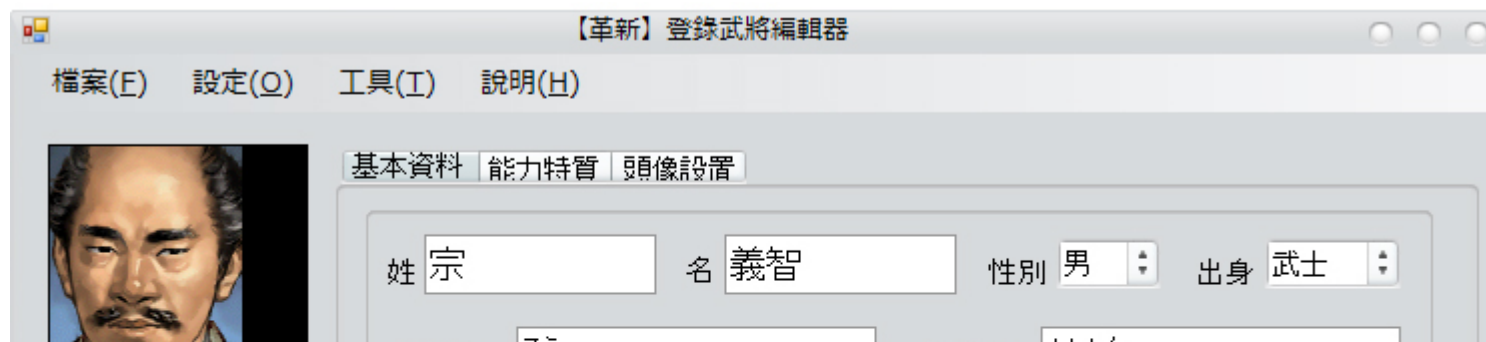 【革新】登錄武將編輯器
檔案(F) 設定(O) 工具(T) 說明(H)
基本資料 能力特質 頭像設置
姓 宗 名 義智 性別 男 出身 武士